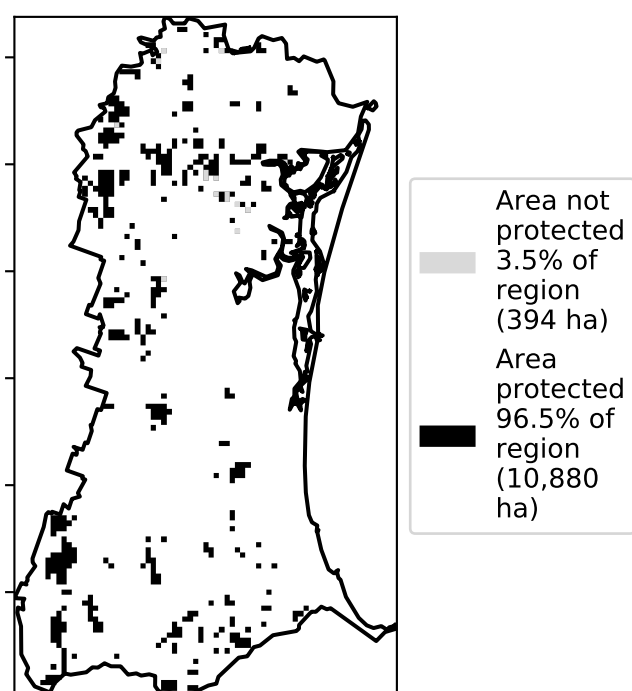 Area not
protected
3.5% of
region
(394 ha)
Area
protected
96.5% of
region
(10,880
ha)